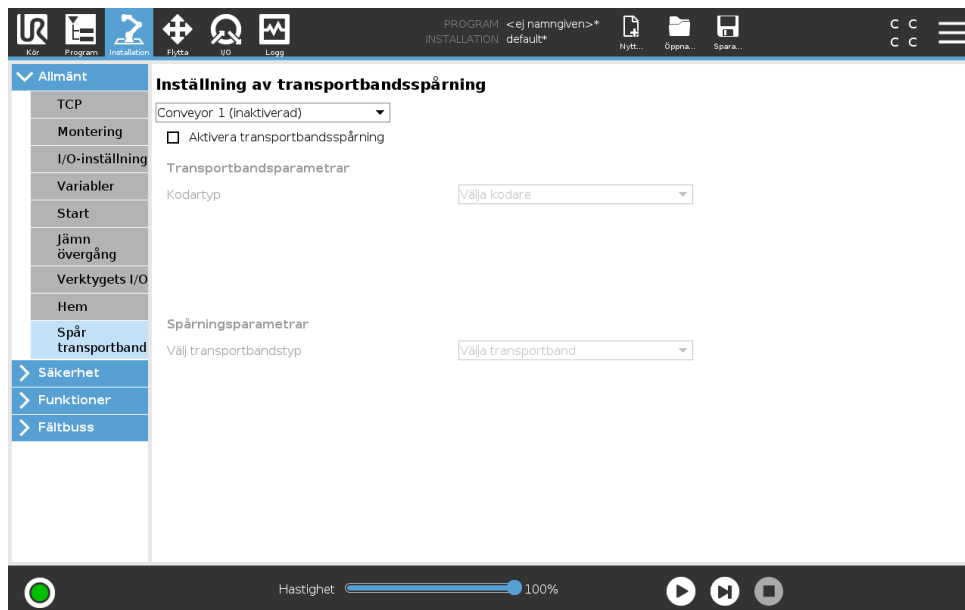 UR
PROGRAM <ej namngiven>*
INSTALLATION default*
C C
C C
Kör Program Installation Flytta I/O Logg Nytt... Öppna... Spara...
Allmänt
TCP
Montering
I/O-inställning
Variabler
Start
Jämn
övergång
Verktygets I/O
Hem
Spår
transportband
Säkerhet
Funktioner
Fältbuss
Inställning av transportbandsspårning
Conveyor 1 (inaktiverad)
Aktivera transportbandsspårning
Transportbandsparametrar
Kodartyp Välja kodare
Spårningsparametrar
Välj transportbandstyp Välja transportband
Hastighet 100%